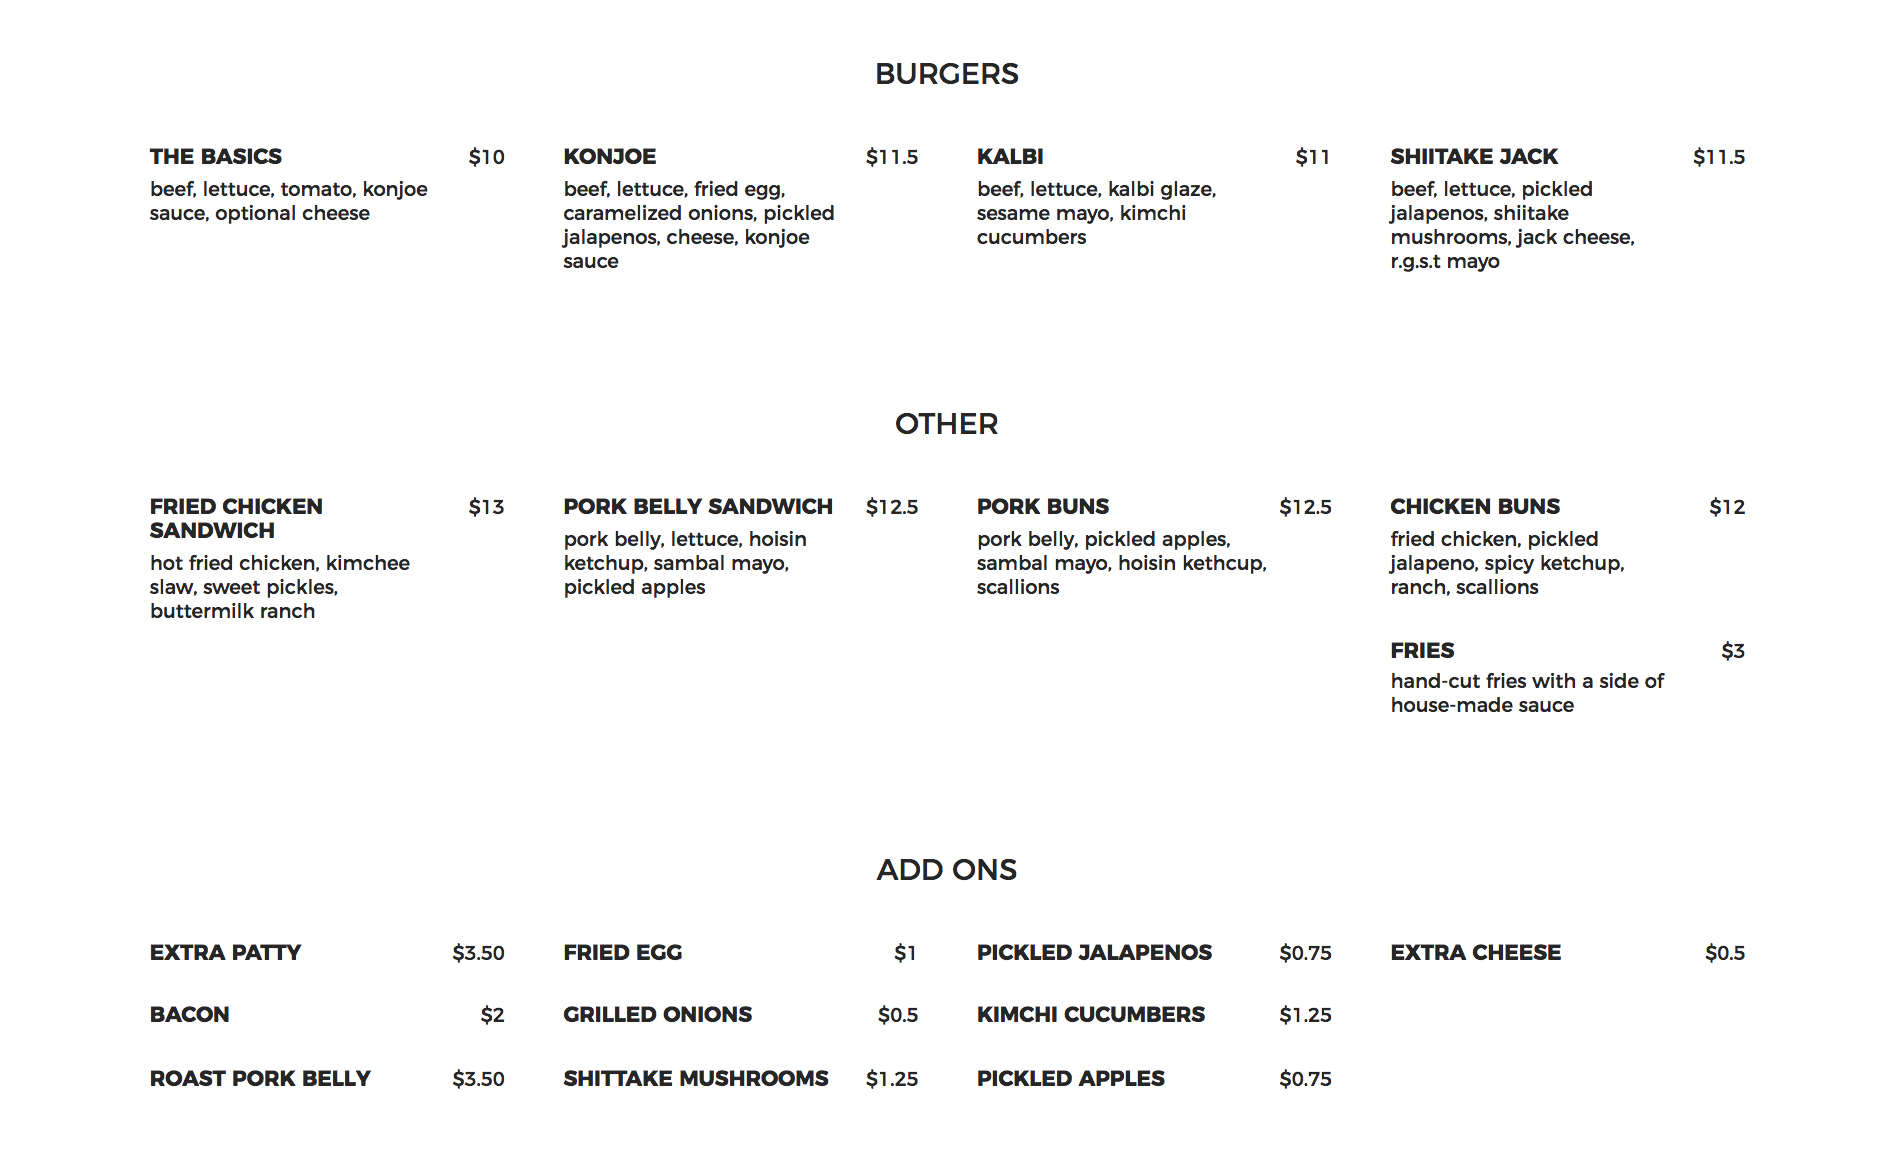 BURGERS
THE BASICS $10
beef, lettuce, tomato, konjoe
sauce, optional cheese
KONJOE $11.5
beef, lettuce, fried egg,
caramelized onions, pickled
jalapenos, cheese, konjoe
sauce
KALBI $11
beef, lettuce, kalbi glaze,
sesame mayo, kimchi
cucumbers
SHIITAKE JACK $11.5
beef, lettuce, pickled
jalapenos, shiitake
mushrooms, jack cheese,
r.g.s.t mayo
OTHER
FRIED CHICKEN $13
SANDWICH
hot fried chicken, kimchee
slaw, sweet pickles,
buttermilk ranch
PORK BELLY SANDWICH $12.5
pork belly, lettuce, hoisin
ketchup, sambal mayo,
pickled apples
PORK BUNS $12.5
pork belly, pickled apples,
sambal mayo, hoisin kethcup,
scallions
CHICKEN BUNS $12
fried chicken, pickled
jalapeno, spicy ketchup,
ranch, scallions
FRIES $3
hand-cut fries with a side of
house-made sauce
ADD ONS
EXTRA PATTY $3.50
BACON $2
ROAST PORK BELLY $3.50
FRIED EGG $1
GRILLED ONIONS $0.5
SHITTAKE MUSHROOMS $1.25
PICKLED JALAPENOS $0.75
KIMCHI CUCUMBERS $1.25
PICKLED APPLES $0.75
EXTRA CHEESE $0.5